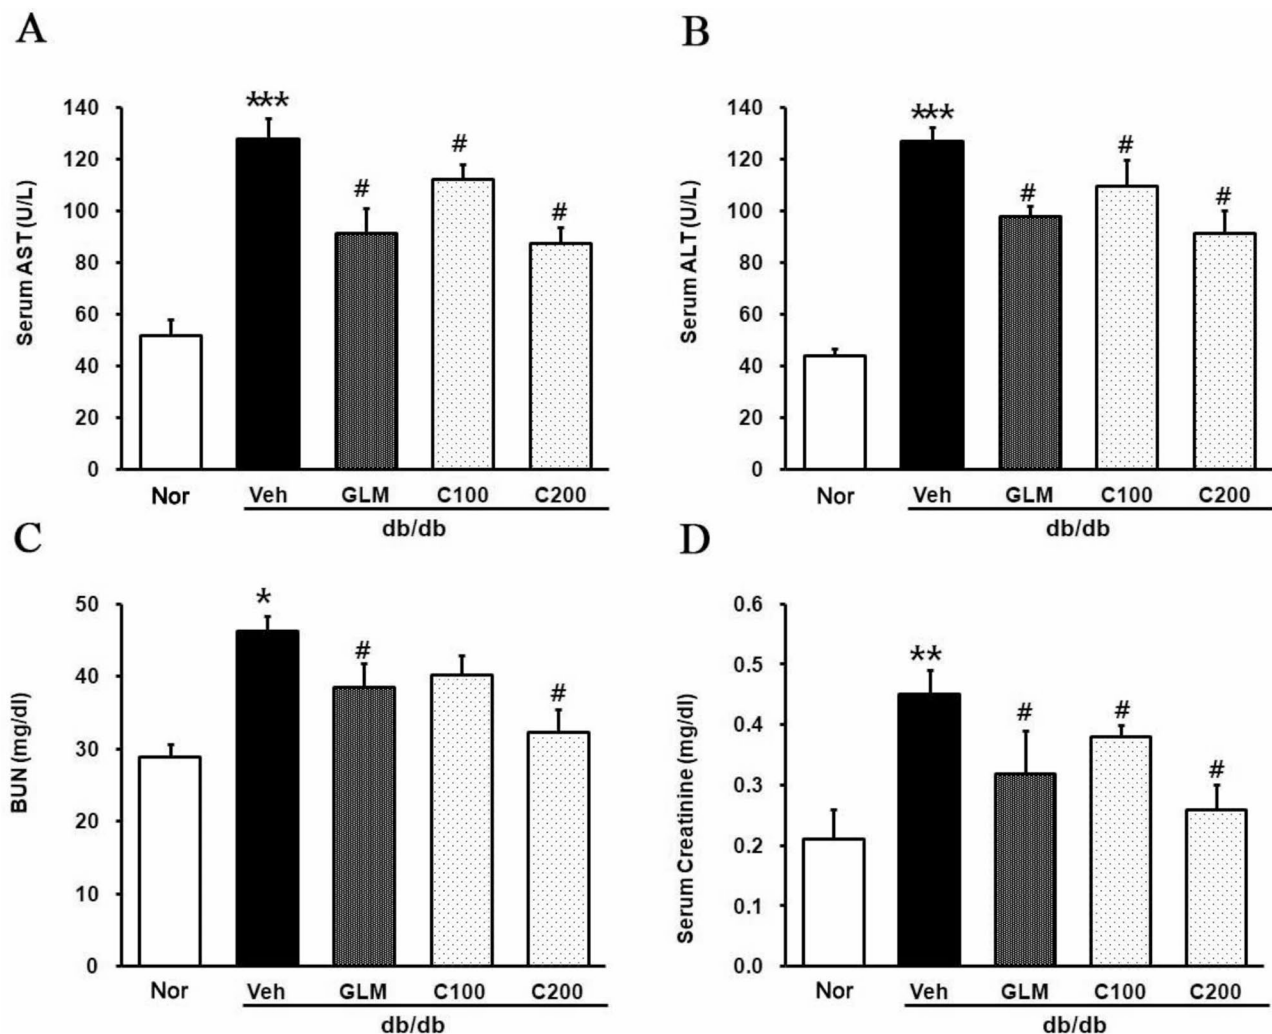 A
Serum AST (U/L)
140
120
100
80
60
40
20
0
***
#
#
#
Nor Veh GLM C100 C200
db/db
B
Serum ALT (U/L)
140
120
100
80
60
40
20
0
***
#
#
#
Nor Veh GLM C100 C200
db/db
C
BUN (mg/dl)
50
40
30
20
10
0
*
#
#
Nor Veh GLM C100 C200
db/db
D
Serum Creatinine (mg/dl)
0.6
0.5
0.4
0.3
0.2
0.1
0.0
**
#
#
#
Nor Veh GLM C100 C200
db/db